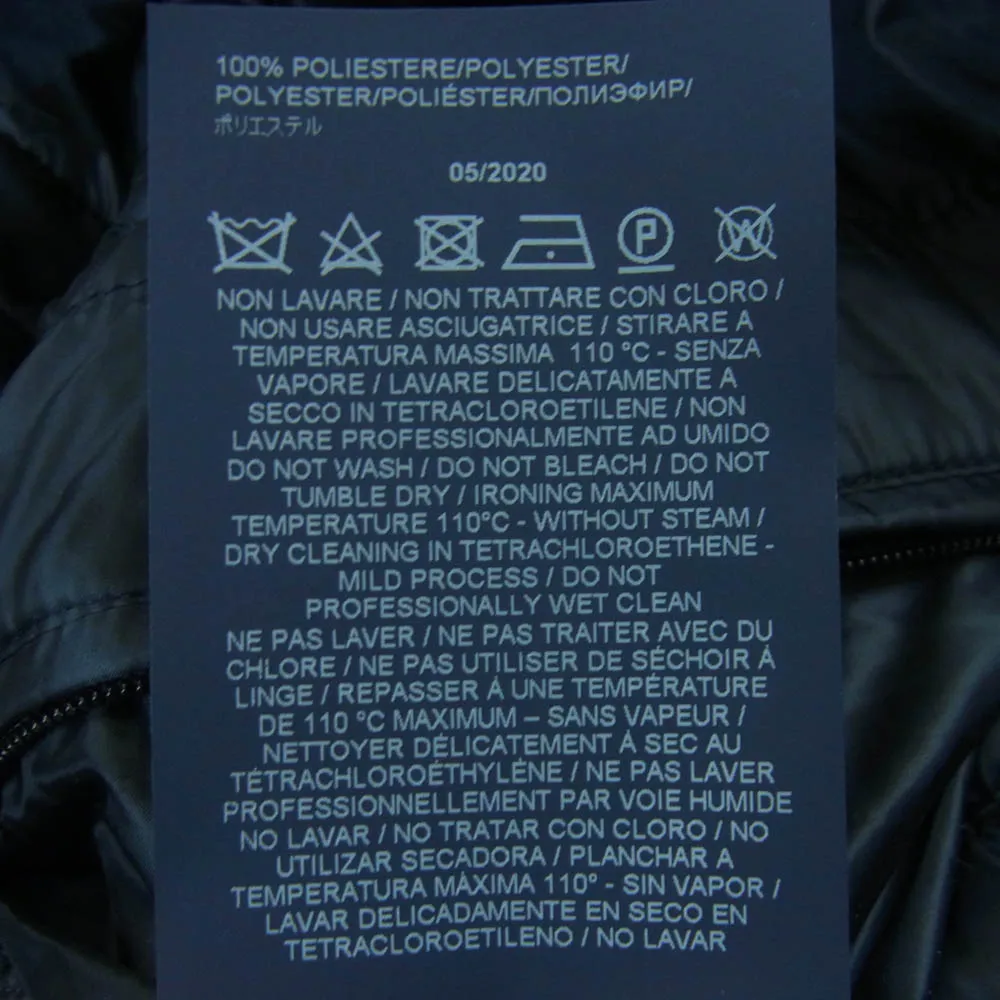 100% POLIESTERE/POLYESTER/
POLYESTER/POLIÉSTER/ПОЛИЭФИР/
ポリエステル
05/2020
P
W
NON LAVARE / NON TRATTARE CON CLORO /
NON USARE ASCIUGATRICE / STIRARE A
TEMPERATURA MASSIMA 110 °C - SENZA
VAPORE / LAVARE DELICATAMENTE A
SECCO IN TETRACLOROETILENE / NON
LAVARE PROFESSIONALMENTE AD UMIDO
DO NOT WASH / DO NOT BLEACH / DO NOT
TUMBLE DRY / IRONING MAXIMUM
TEMPERATURE 110°C - WITHOUT STEAM /
DRY CLEANING IN TETRACHLOROETHENE -
MILD PROCESS / DO NOT
PROFESSIONALLY WET CLEAN
NE PAS LAVER / NE PAS TRAITER AVEC DU
CHLORE / NE PAS UTILISER DE SÉCHOIR À
LINGE / REPASSER À UNE TEMPÉRATURE
DE 110 °C MAXIMUM – SANS VAPEUR /
NETTOYER DÉLICATEMENT À SEC AU
TÉTRACHLOROÉTHYLÉNE / NE PAS LAVER
PROFESSIONNELLEMENT PAR VOIE HUMIDE
NO LAVAR / NO TRATAR CON CLORO / NO
UTILIZAR SECADORA / PLANCHAR A
TEMPERATURA MÁXIMA 110° - SIN VAPOR /
LAVAR DELICADAMENTE EN SECO EN
TETRACLOROETILENO / NO LAVAR